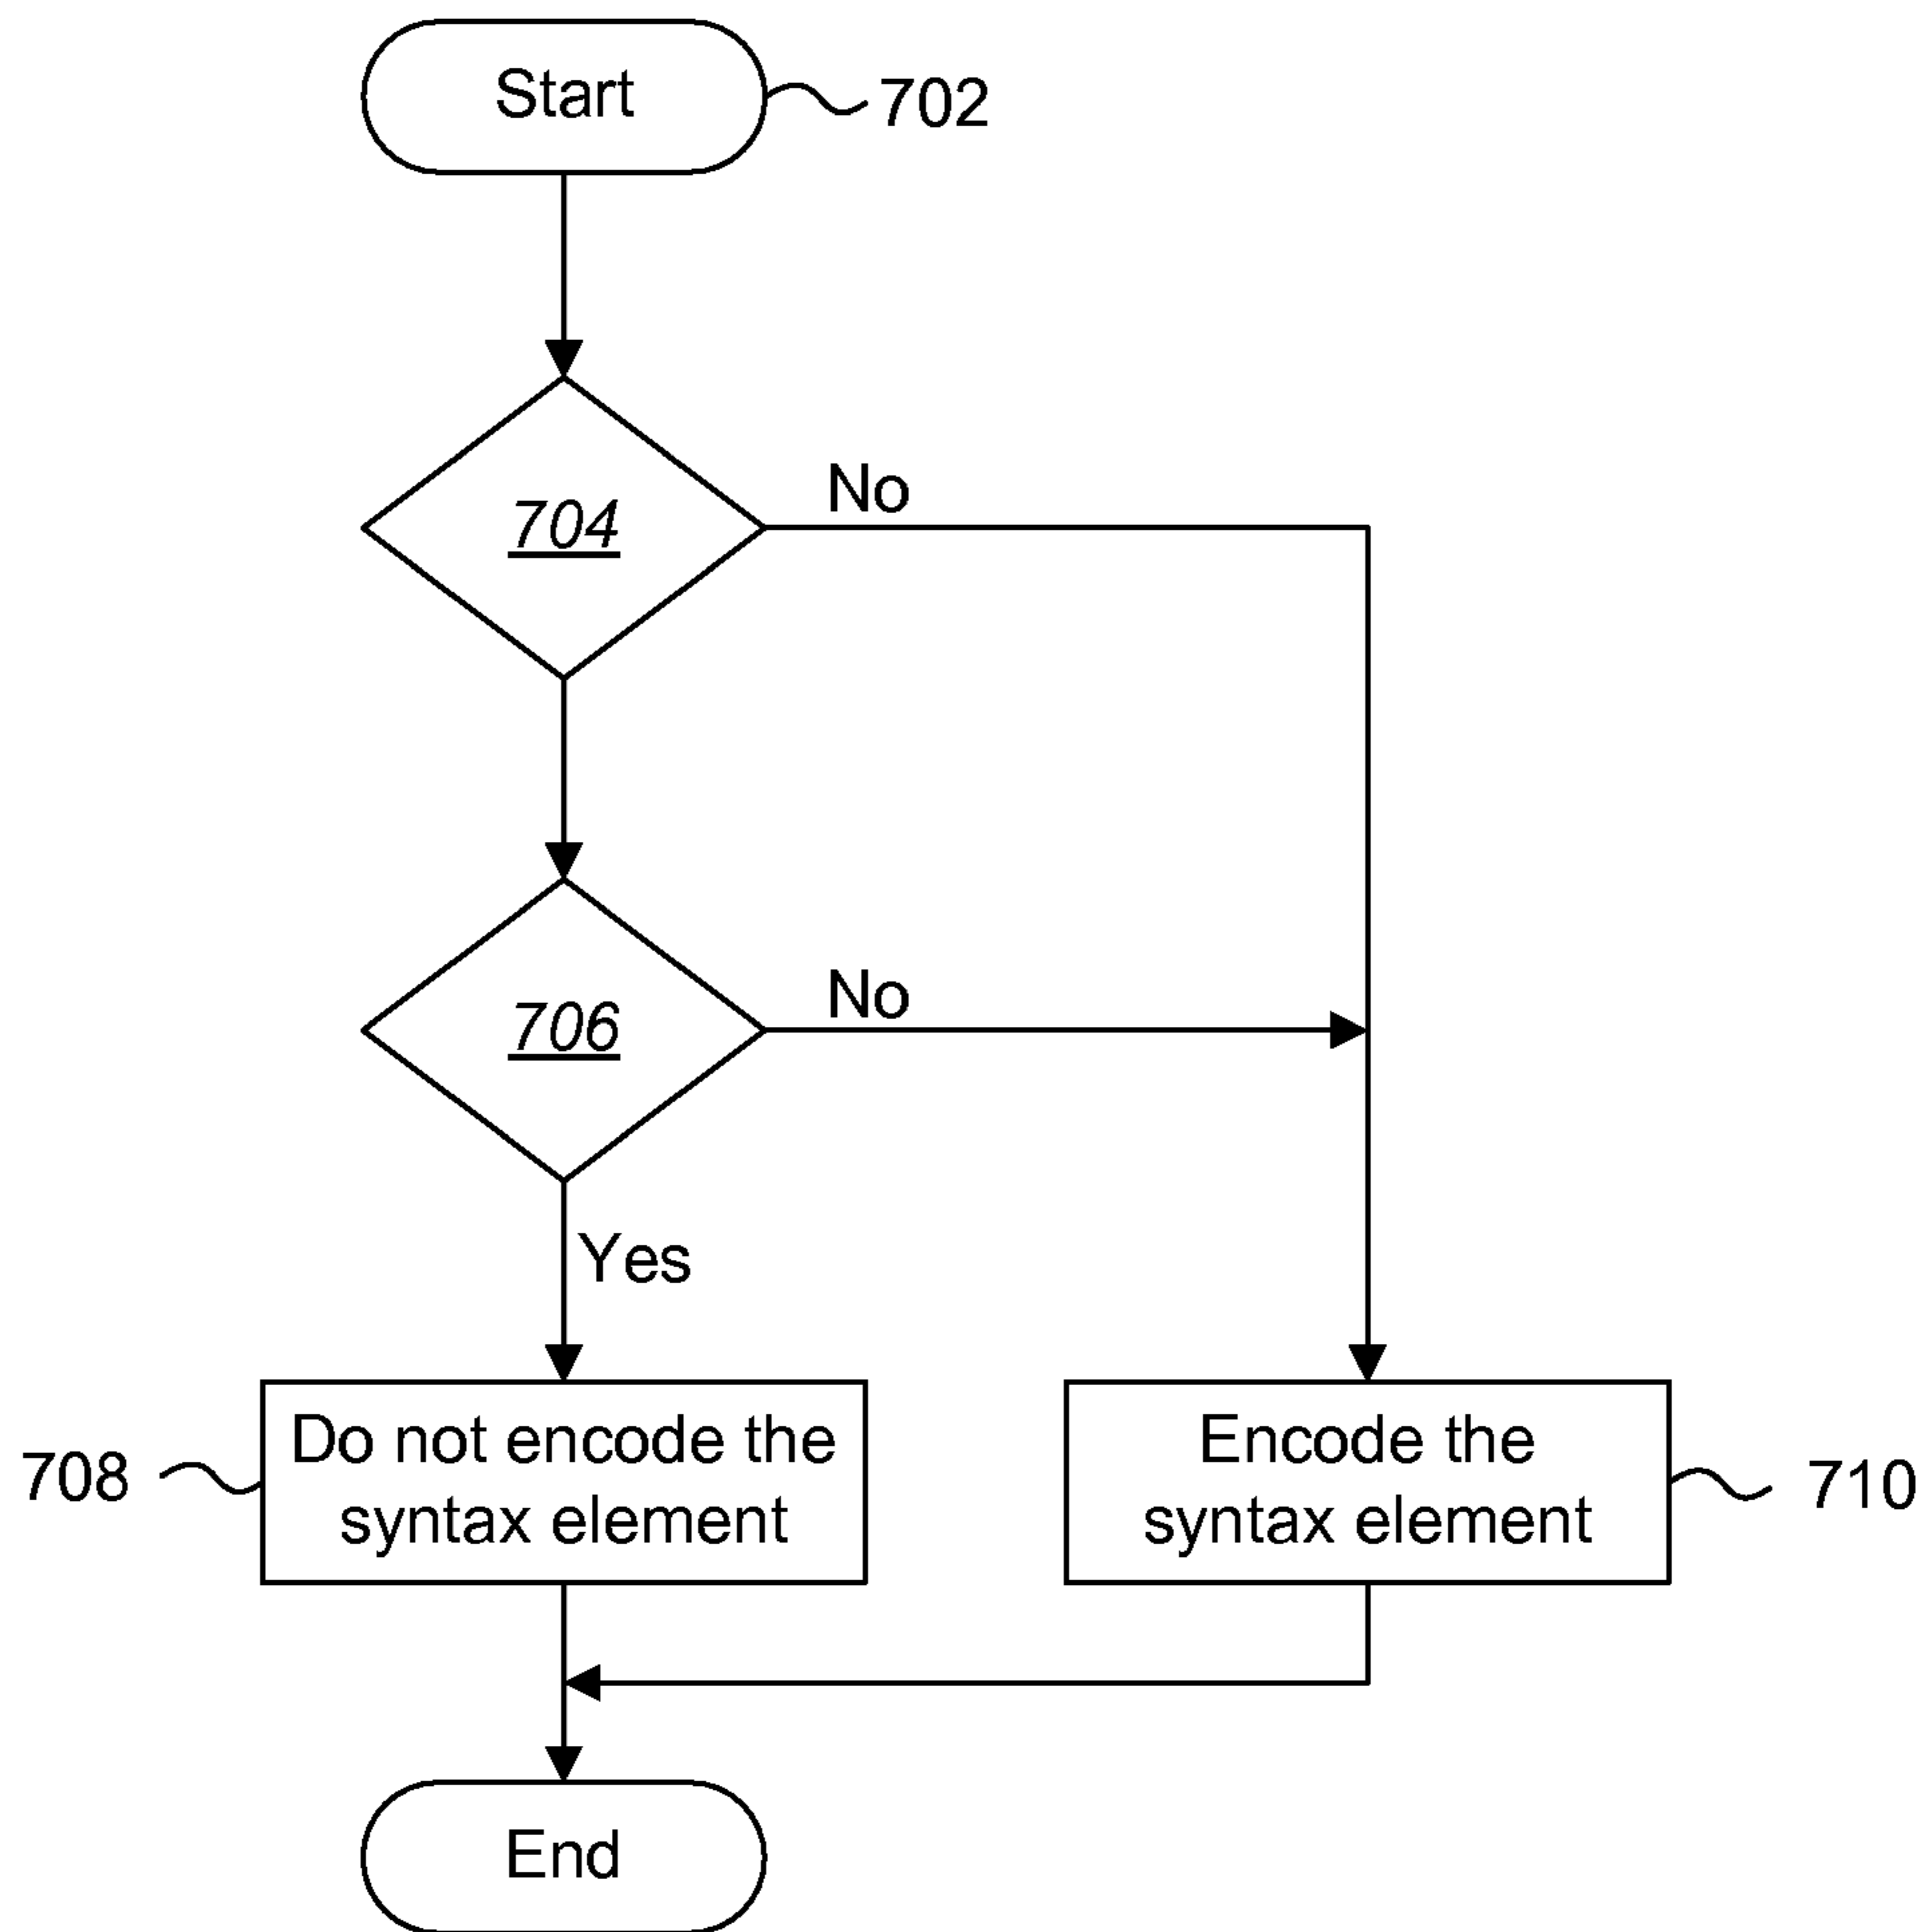 Start
702
704
No
706
No
Yes
Do not encode the
syntax element
708
Encode the
syntax element
710
End